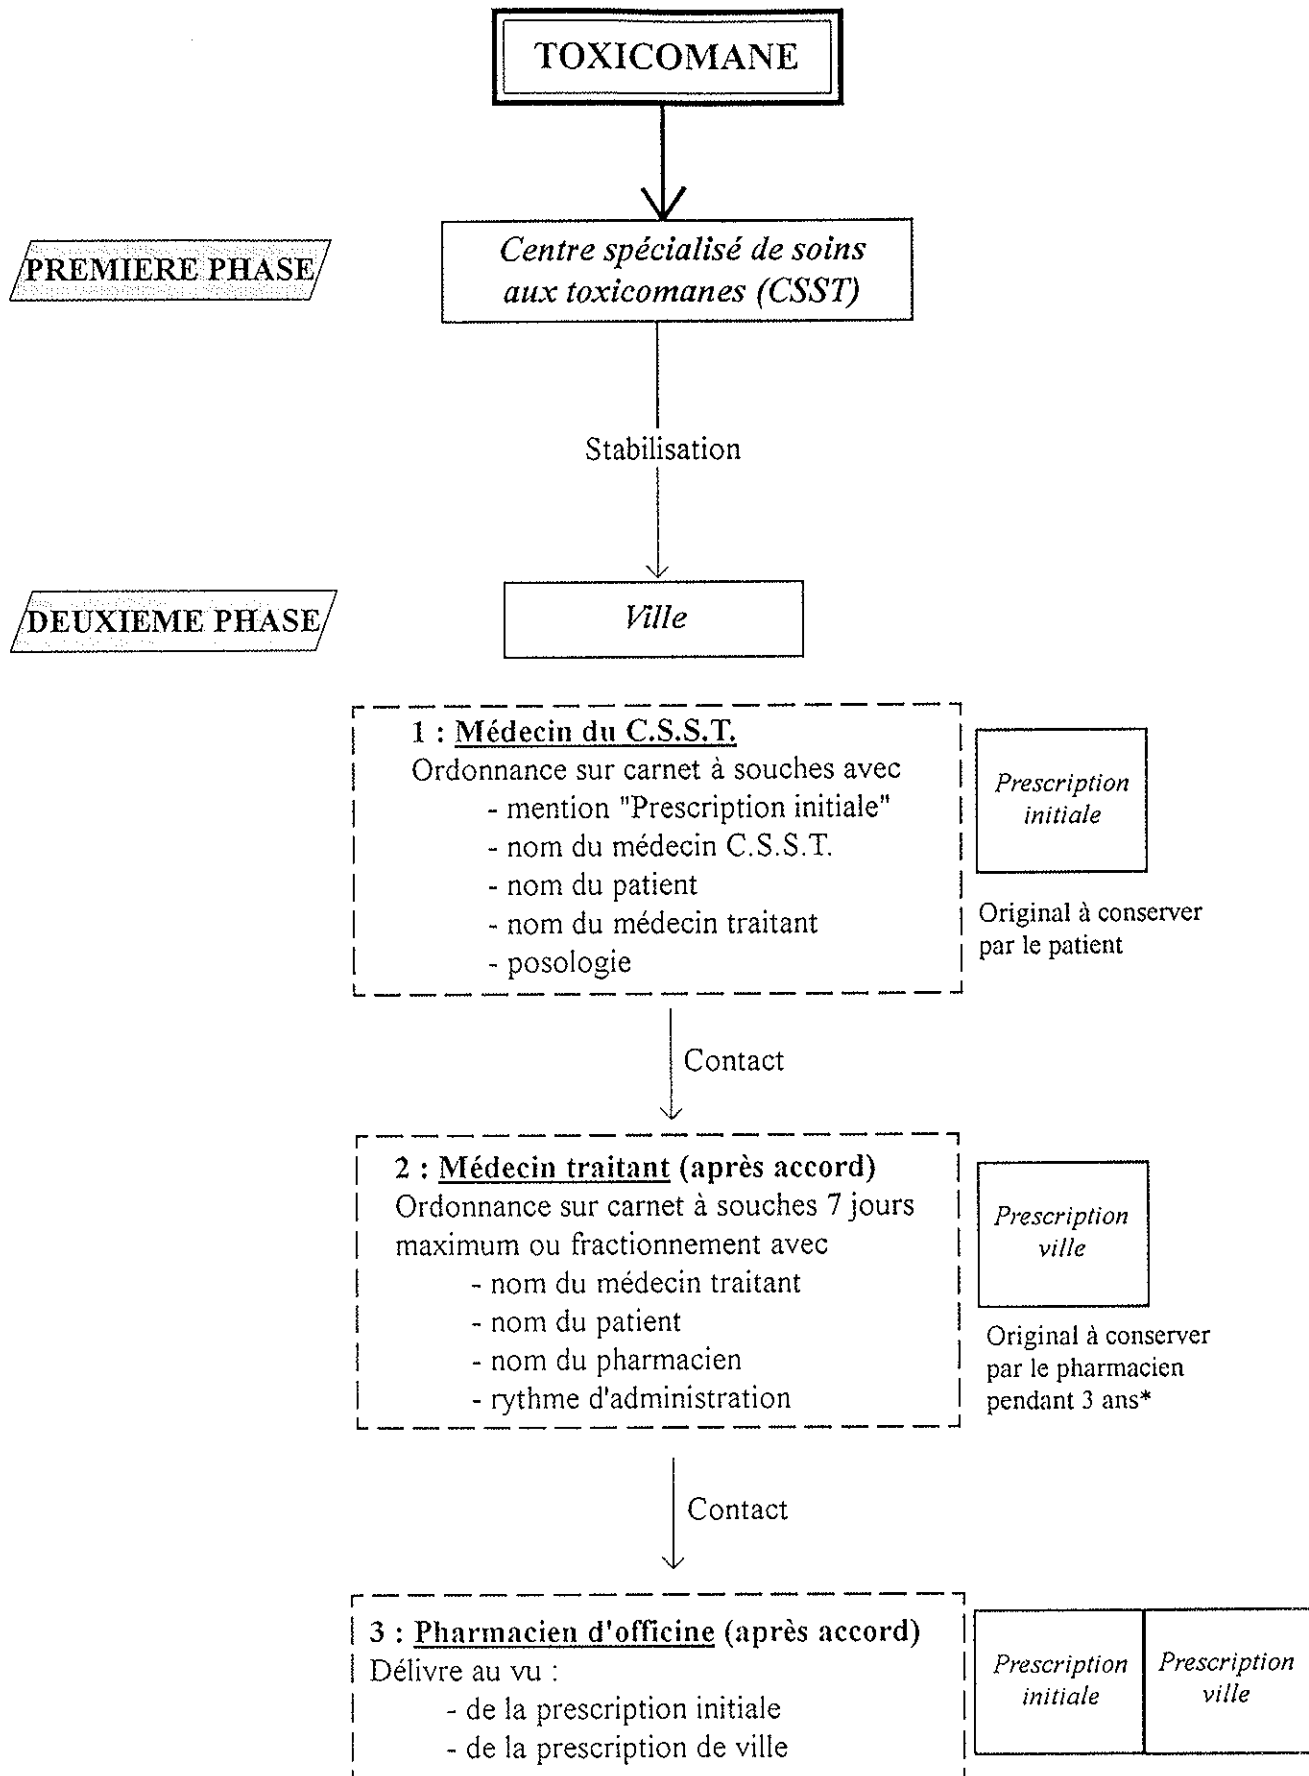 TOXICOMANE
PREMIERE PHASE
Centre spécialisé de soins
aux toxicomanes (CSST)
Stabilisation
DEUXIEME PHASE
Ville
1 : Médecin du C.S.S.T.
Ordonnance sur carnet à souches avec
- mention "Prescription initiale"
- nom du médecin C.S.S.T.
- nom du patient
- nom du médecin traitant
- posologie
Prescription
initiale
Original à conserver
par le patient
Contact
2 : Médecin traitant (après accord)
Ordonnance sur carnet à souches 7 jours
maximum ou fractionnement avec
- nom du médecin traitant
- nom du patient
- nom du pharmacien
- rythme d'administration
Prescription
ville
Original à conserver
par le pharmacien
pendant 3 ans*
Contact
3 : Pharmacien d'officine (après accord)
Délivre au vu :
- de la prescription initiale
- de la prescription de ville
Prescription
initiale
Prescription
ville